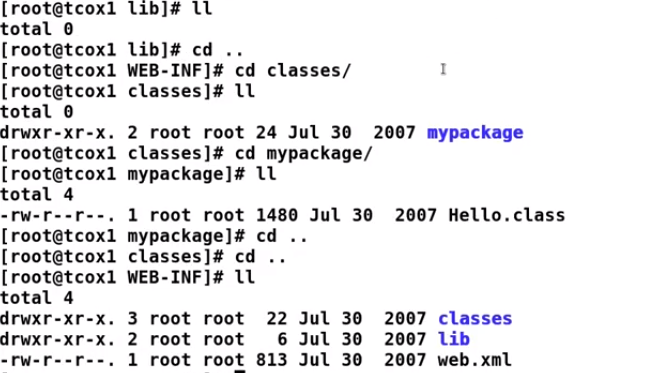 [root@tcox1 lib]# ll
total 0
[root@tcox1 lib]# cd ..
[root@tcox1 WEB-INF]# cd classes/
[root@tcox1 classes]# ll
total 0
drwxr-xr-x. 2 root root 24 Jul 30  2007 mypackage
[root@tcox1 classes]# cd mypackage/
[root@tcox1 mypackage]# ll
total 4
-rw-r--r--. 1 root root 1480 Jul 30  2007 Hello.class
[root@tcox1 mypackage]# cd ..
[root@tcox1 classes]# cd ..
[root@tcox1 WEB-INF]# ll
total 4
drwxr-xr-x. 3 root root  22 Jul 30  2007 classes
drwxr-xr-x. 2 root root   6 Jul 30  2007 lib
-rw-r--r--. 1 root root 813 Jul 30  2007 web.xml